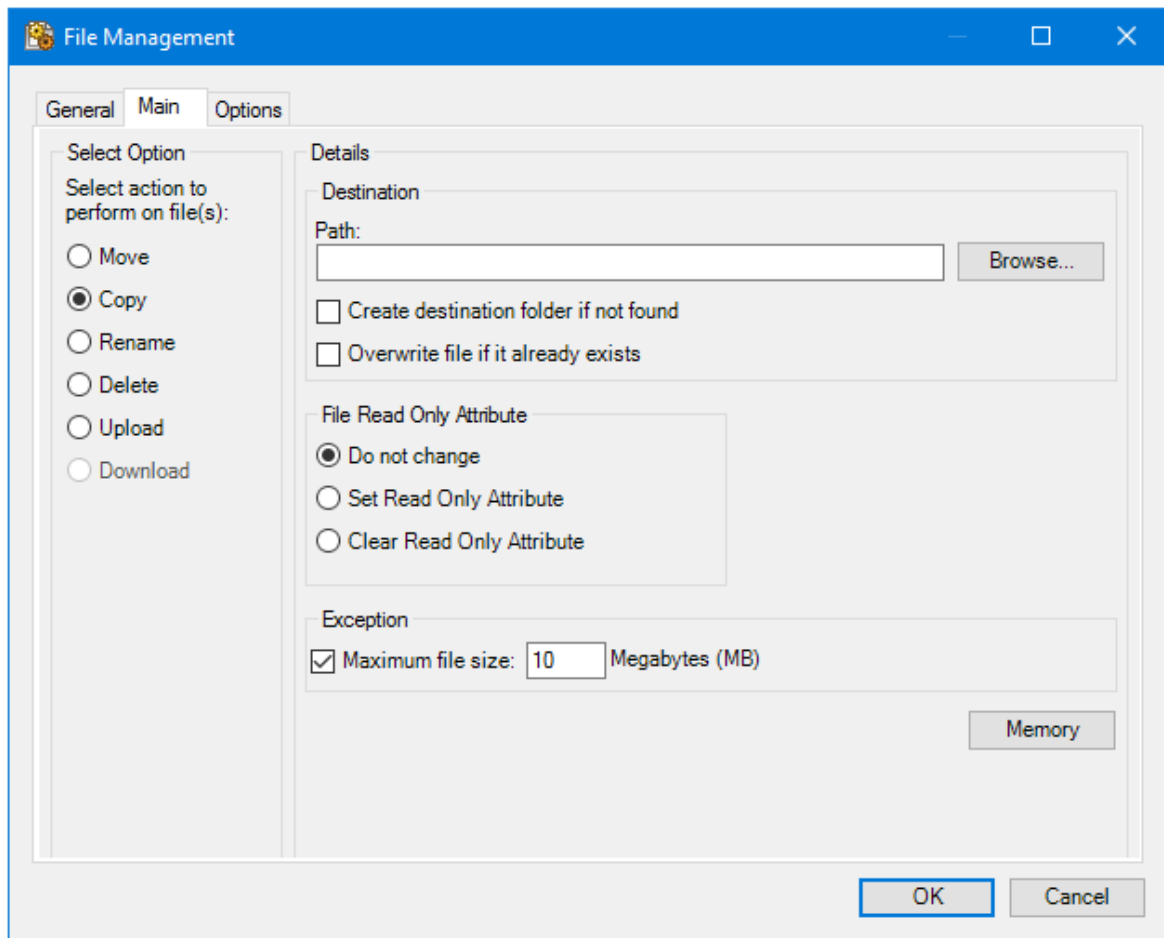 File Management
General Main Options
Select Option
Select action to
perform on file(s):
Move
Copy
Rename
Delete
Upload
Download
Details
Destination
Path:
Browse...
Create destination folder if not found
Overwrite file if it already exists
File Read Only Attribute
Do not change
Set Read Only Attribute
Clear Read Only Attribute
Exception
Maximum file size: 10 Megabytes (MB)
Memory
OK Cancel